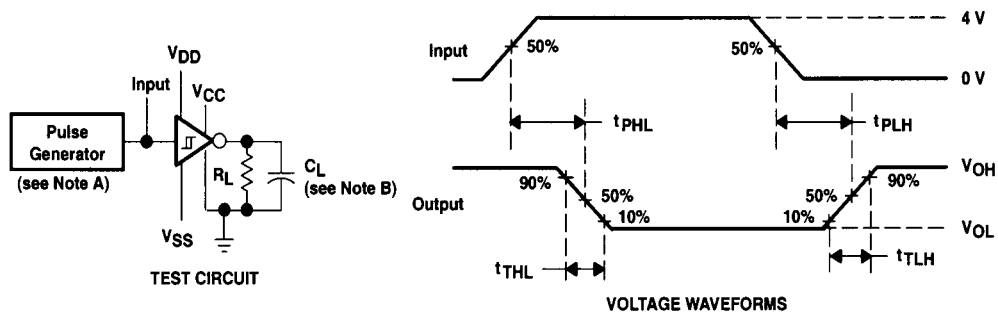 VDD
Input
VCC
Pulse
Generator
(see Note A)
RL
CL
(see Note B)
VSS
TEST CIRCUIT
Input
50%
50%
4 V
0 V
tPHL
tPLH
Output
90%
50%
10%
10%
50%
90%
VOH
VOL
tTHL
tTLH
VOLTAGE WAVEFORMS